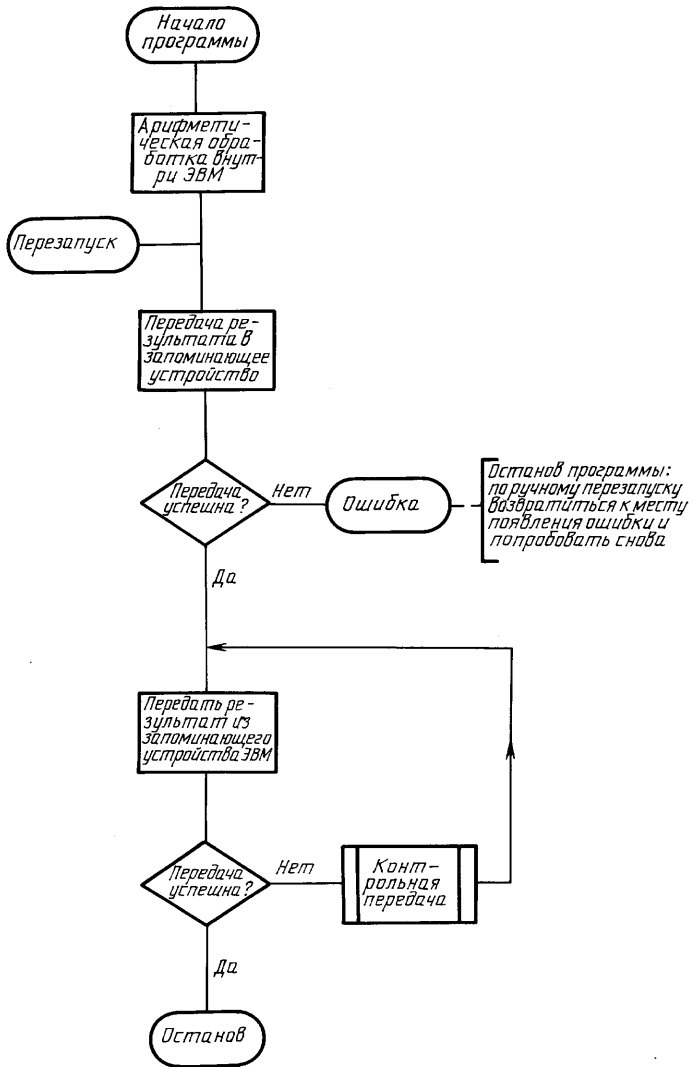 Начало
программы
Арифмети-
ческая обра-
ботка внут-
ри ЭВМ
Перезапуск
Передача ре-
зультата в
запоминающее
устройство
Передача
успешна?
Нет
Ошибка
Останов программы:
по ручному перезапуску
возвратиться к месту
появления ошибки и
попробовать снова
Да
Передать ре-
зультат из
запоминающего
устройства ЭВМ
Передача
успешна?
Нет
Конт-
рольная
передача
Да
Останов